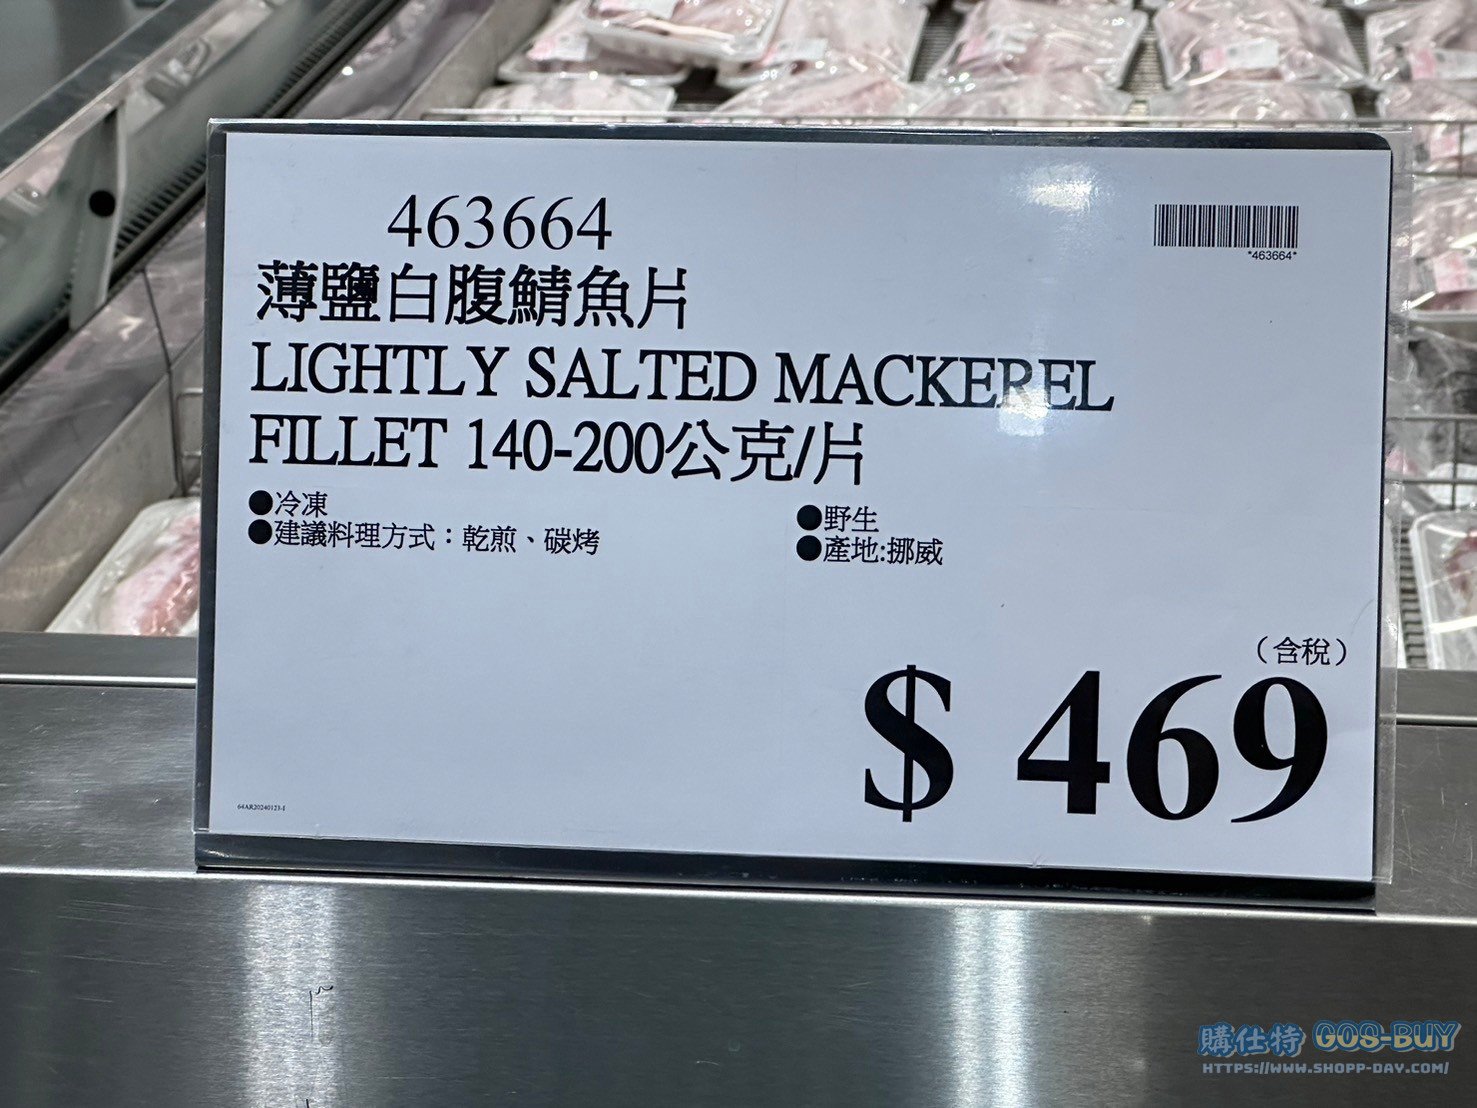 463664
*463664*
薄鹽白腹鯖魚片
LIGHTLY SALTED MACKEREL
FILLET 140-200公克/片
●冷凍
●建議料理方式：乾煎、碳烤
●野生
●產地:挪威
（含稅）
$ 469
64AR20240123-I
購仕特 GOS-BUY
HTTPS://WWW.SHOPP-DAY.COM/